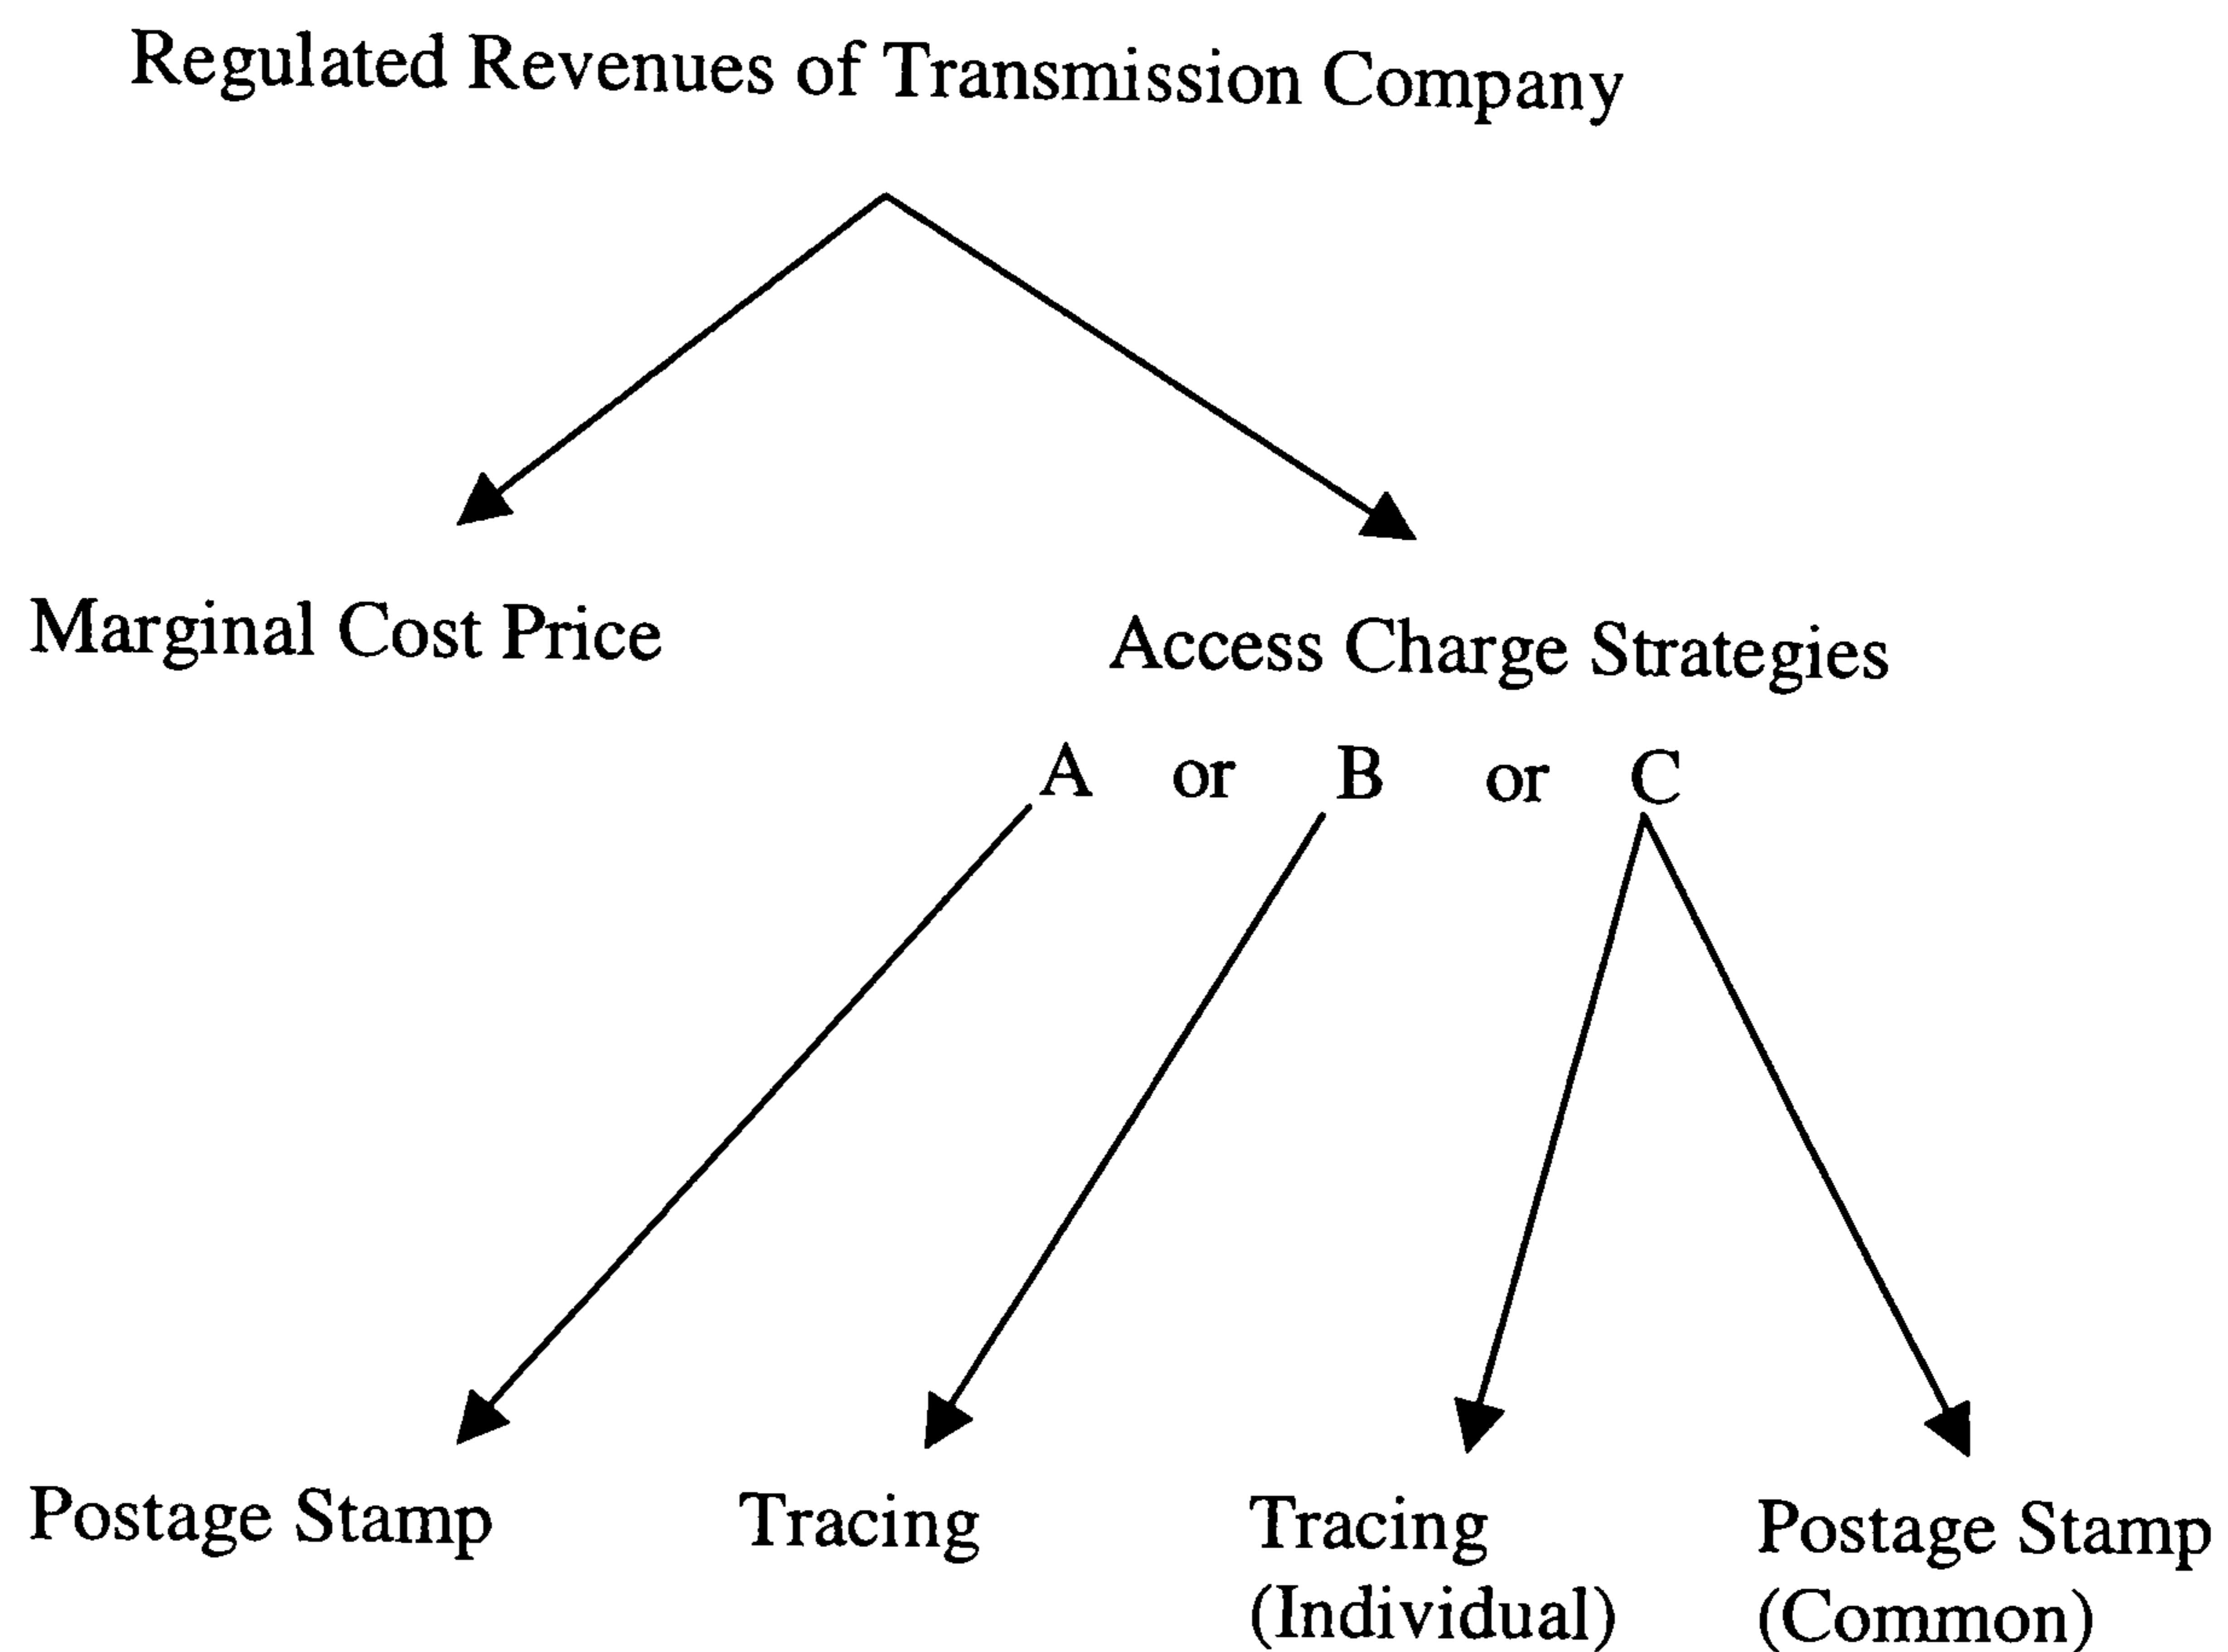 Regulated Revenues of Transmission Company
Marginal Cost Price
Access Charge Strategies
A or B or C
Postage Stamp
Tracing
Tracing
(Individual)
Postage Stamp
(Common)